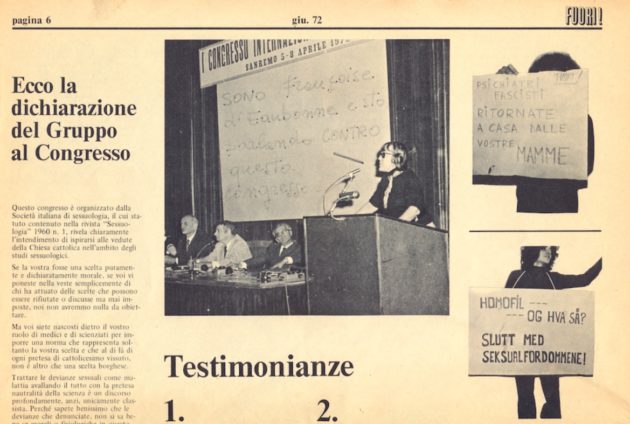 pagina 6
giu. 72
FUORI!
Ecco la
dichiarazione
del Gruppo
al Congresso
Questo congresso è organizzato dalla
Società italiana di sessuologia, il cui sta-
tuto contenuto nella rivista "Sessuo-
logia" 1960 n. 1, rivela chiaramente
l'intendimento di ispirarsi alle vedute
della Chiesa cattolica nell'ambito degli
studi sessuologici.
Se la vostra fosse una scelta puramen-
te e dichiaratamente morale, se voi vi
poneste nella veste semplicemente di
chi ha attuato delle scelte che possono
essere rifiutate o discusse ma mai im-
poste, noi non avremmo nulla da obiet-
tare.
Ma voi siete nascosti dietro il vostro
ruolo di medici e di scienziati per im-
porre una norma che rappresenta sol-
tanto la vostra scelta e che al di fà di
ogni pretesa di cattolicesimo vissuto,
non è altro che una scelta borghese.
Trattare le devianze sessuali come ma-
lattia avallando il tutto con la pretesa
neutralità della scienza è un discorso
profondamente, anzi, unicamente clas-
sista. Perché sapete benissimo che le
devianze che denunciate, non si sa be-
I CONGRESSO INTERNAZION
SANREMO 5-8 APRILE 197
SONO Françoise
d'Eaubonne e sto
parlando CONTRO
questo
congresso
PSICHIATRI
FASCISTI
RITORNATE
A CASA DALLE
VOSTRE
MAMME
HOMOFIL ---
--- OG HVA SÅ?
SLUTT MED
SEKSUALFORDOMMENE!
Testimonianze
1.
2.